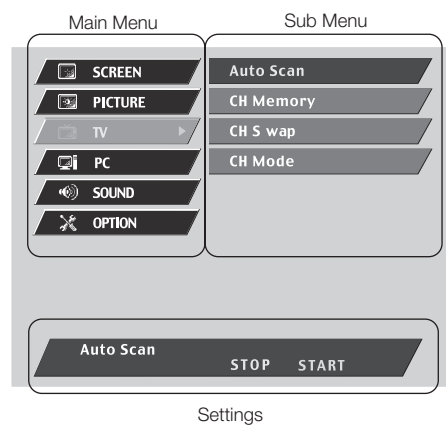 Main Menu
Sub Menu
SCREEN
PICTURE
TV
PC
SOUND
OPTION
Auto Scan
CH Memory
CH S wap
CH Mode
Auto Scan
STOP START
Settings